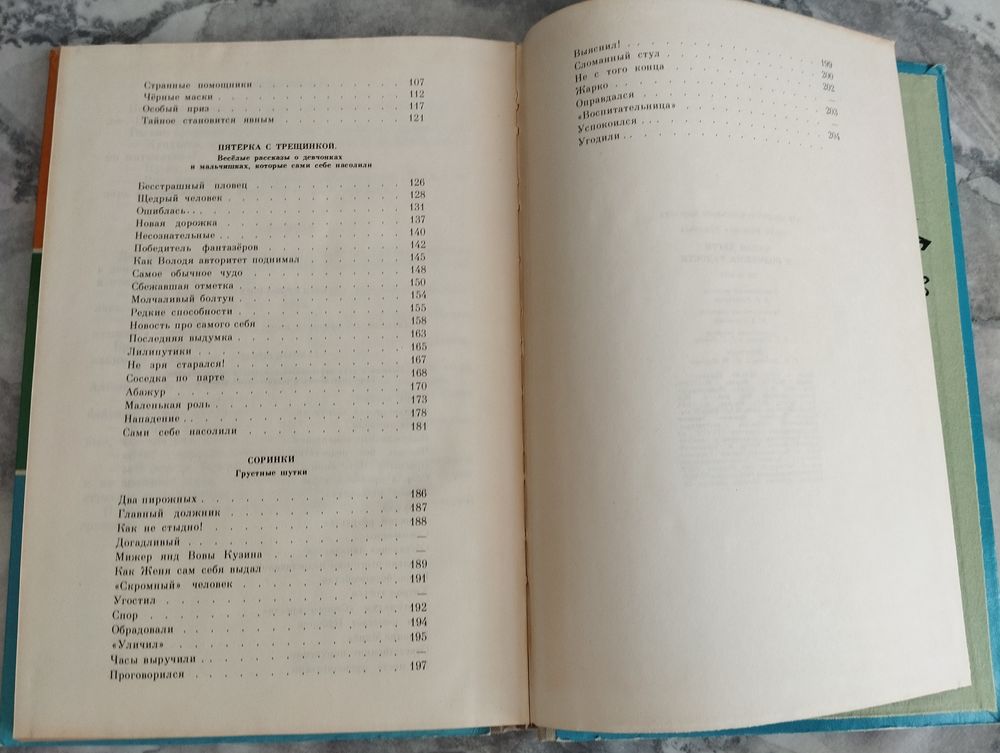 Странные помощники . . . . . . . . . . 107
Чёрные маски . . . . . . . . . . 112
Особый приз . . . . . . . . . . 117
Тайное становится явным . . . . . . . . 121
ПЯТЕРКА С ТРЕЩИНКОЙ.
Весёлые рассказы о девчонках
и мальчишках, которые сами себе насолили
Бесстрашный пловец . . . . . . . . . . 126
Щедрый человек . . . . . . . . . . 128
Ошиблась. . . . . . . . . . . . 131
Новая дорожка . . . . . . . . . . 137
Несознательные . . . . . . . . . . 140
Победитель фантазёров . . . . . . . . . 142
Как Володя авторитет поднимал . . . . . . 145
Самое обычное чудо . . . . . . . . . . 148
Сбежавшая отметка . . . . . . . . . . 150
Молчаливый болтун . . . . . . . . . . 154
Редкие способности . . . . . . . . . . 155
Новость про самого себя . . . . . . . . 158
Последняя выдумка . . . . . . . . . . 163
Лилипутики . . . . . . . . . . . 165
Не зря старался! . . . . . . . . . . 167
Соседка по парте . . . . . . . . . . 168
Абажур . . . . . . . . . . . . 170
Маленькая роль . . . . . . . . . . 173
Нападение . . . . . . . . . . . 178
Сами себе насолили . . . . . . . . . 181
СОРИНКИ
Грустные шутки
Два пирожных . . . . . . . . . . . 186
Главный должник . . . . . . . . . . 187
Как не стыдно! . . . . . . . . . . 188
Догадливый . . . . . . . . . . . —
Мижер янд Вовы Кузина . . . . . . . . —
Как Женя сам себя выдал . . . . . . . . 189
«Скромный» человек . . . . . . . . . 191
Угостил . . . . . . . . . . . . —
Спор . . . . . . . . . . . . . 192
Обрадовали . . . . . . . . . . . 194
«Уличил» . . . . . . . . . . . . 195
Часы выручили . . . . . . . . . . . —
Проговорился . . . . . . . . . . . 197
Выяснил! . . . . . . . . . . . 199
Сломанный стул . . . . . . . . . . 200
Не с того конца . . . . . . . . . . 202
Жарко . . . . . . . . . . . . —
Оправдался . . . . . . . . . . . 203
«Воспитательница» . . . . . . . . . —
Успокоился . . . . . . . . . . . —
Угодили . . . . . . . . . . . . 204